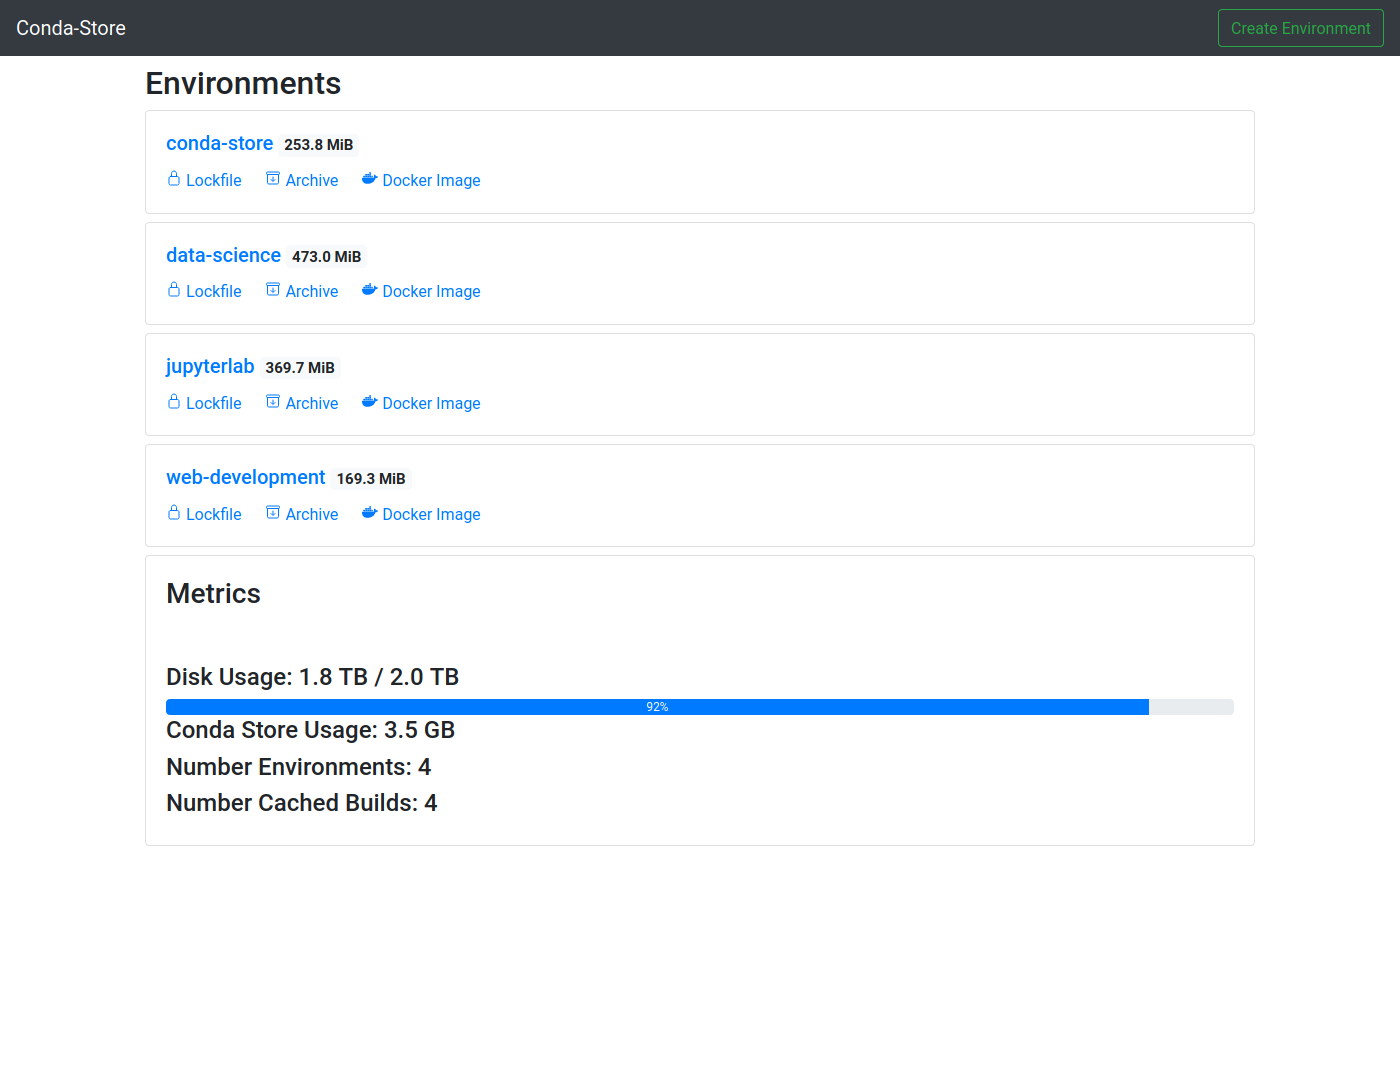 Conda-Store Create Environment
Environments
conda-store 253.8 MiB
Lockfile Archive Docker Image
data-science 473.0 MiB
Lockfile Archive Docker Image
jupyterlab 369.7 MiB
Lockfile Archive Docker Image
web-development 169.3 MiB
Lockfile Archive Docker Image
Metrics
Disk Usage: 1.8 TB / 2.0 TB
92%
Conda Store Usage: 3.5 GB
Number Environments: 4
Number Cached Builds: 4